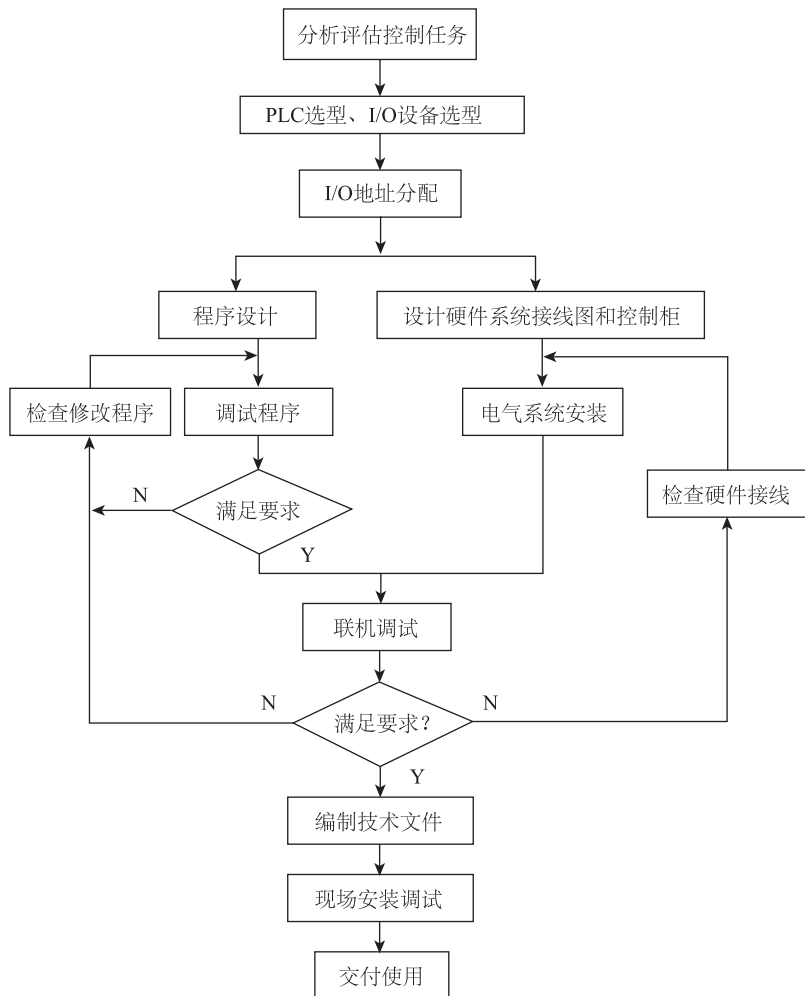 分析评估控制任务
PLC选型、I/O设备选型
I/O地址分配
程序设计
设计硬件系统接线图和控制柜
检查修改程序
调试程序
电气系统安装
N
满足要求
检查硬件接线
Y
联机调试
N
满足要求?
N
Y
编制技术文件
现场安装调试
交付使用